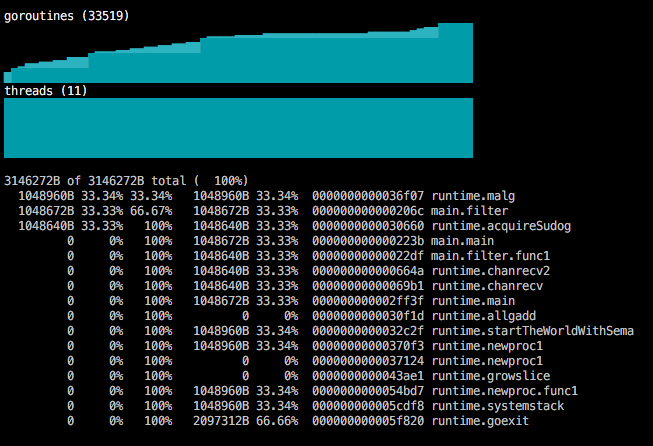 goroutines (33519)
threads (11)
3146272B of 3146272B total (  100%)
  1048960B 33.34% 33.34%   1048960B 33.34%  0000000000036f07 runtime.malg
  1048672B 33.33% 66.67%   1048672B 33.33%  000000000000206c main.filter
  1048640B 33.33%   100%   1048640B 33.33%  0000000000030660 runtime.acquireSudog
         0     0%   100%   1048672B 33.33%  000000000000223b main.main
         0     0%   100%   1048640B 33.33%  00000000000022df main.filter.func1
         0     0%   100%   1048640B 33.33%  000000000000664a runtime.chanrecv2
         0     0%   100%   1048640B 33.33%  00000000000069b1 runtime.chanrecv
         0     0%   100%   1048672B 33.33%  000000000002ff3f runtime.main
         0     0%   100%          0     0%  0000000000030f1d runtime.allgadd
         0     0%   100%   1048960B 33.34%  0000000000032c2f runtime.startTheWorldWithSema
         0     0%   100%   1048960B 33.34%  00000000000370f3 runtime.newproc1
         0     0%   100%          0     0%  0000000000037124 runtime.newproc1
         0     0%   100%          0     0%  0000000000043ae1 runtime.growslice
         0     0%   100%   1048960B 33.34%  0000000000054bd7 runtime.newproc.func1
         0     0%   100%   1048960B 33.34%  000000000005cdf8 runtime.systemstack
         0     0%   100%   2097312B 66.66%  000000000005f820 runtime.goexit